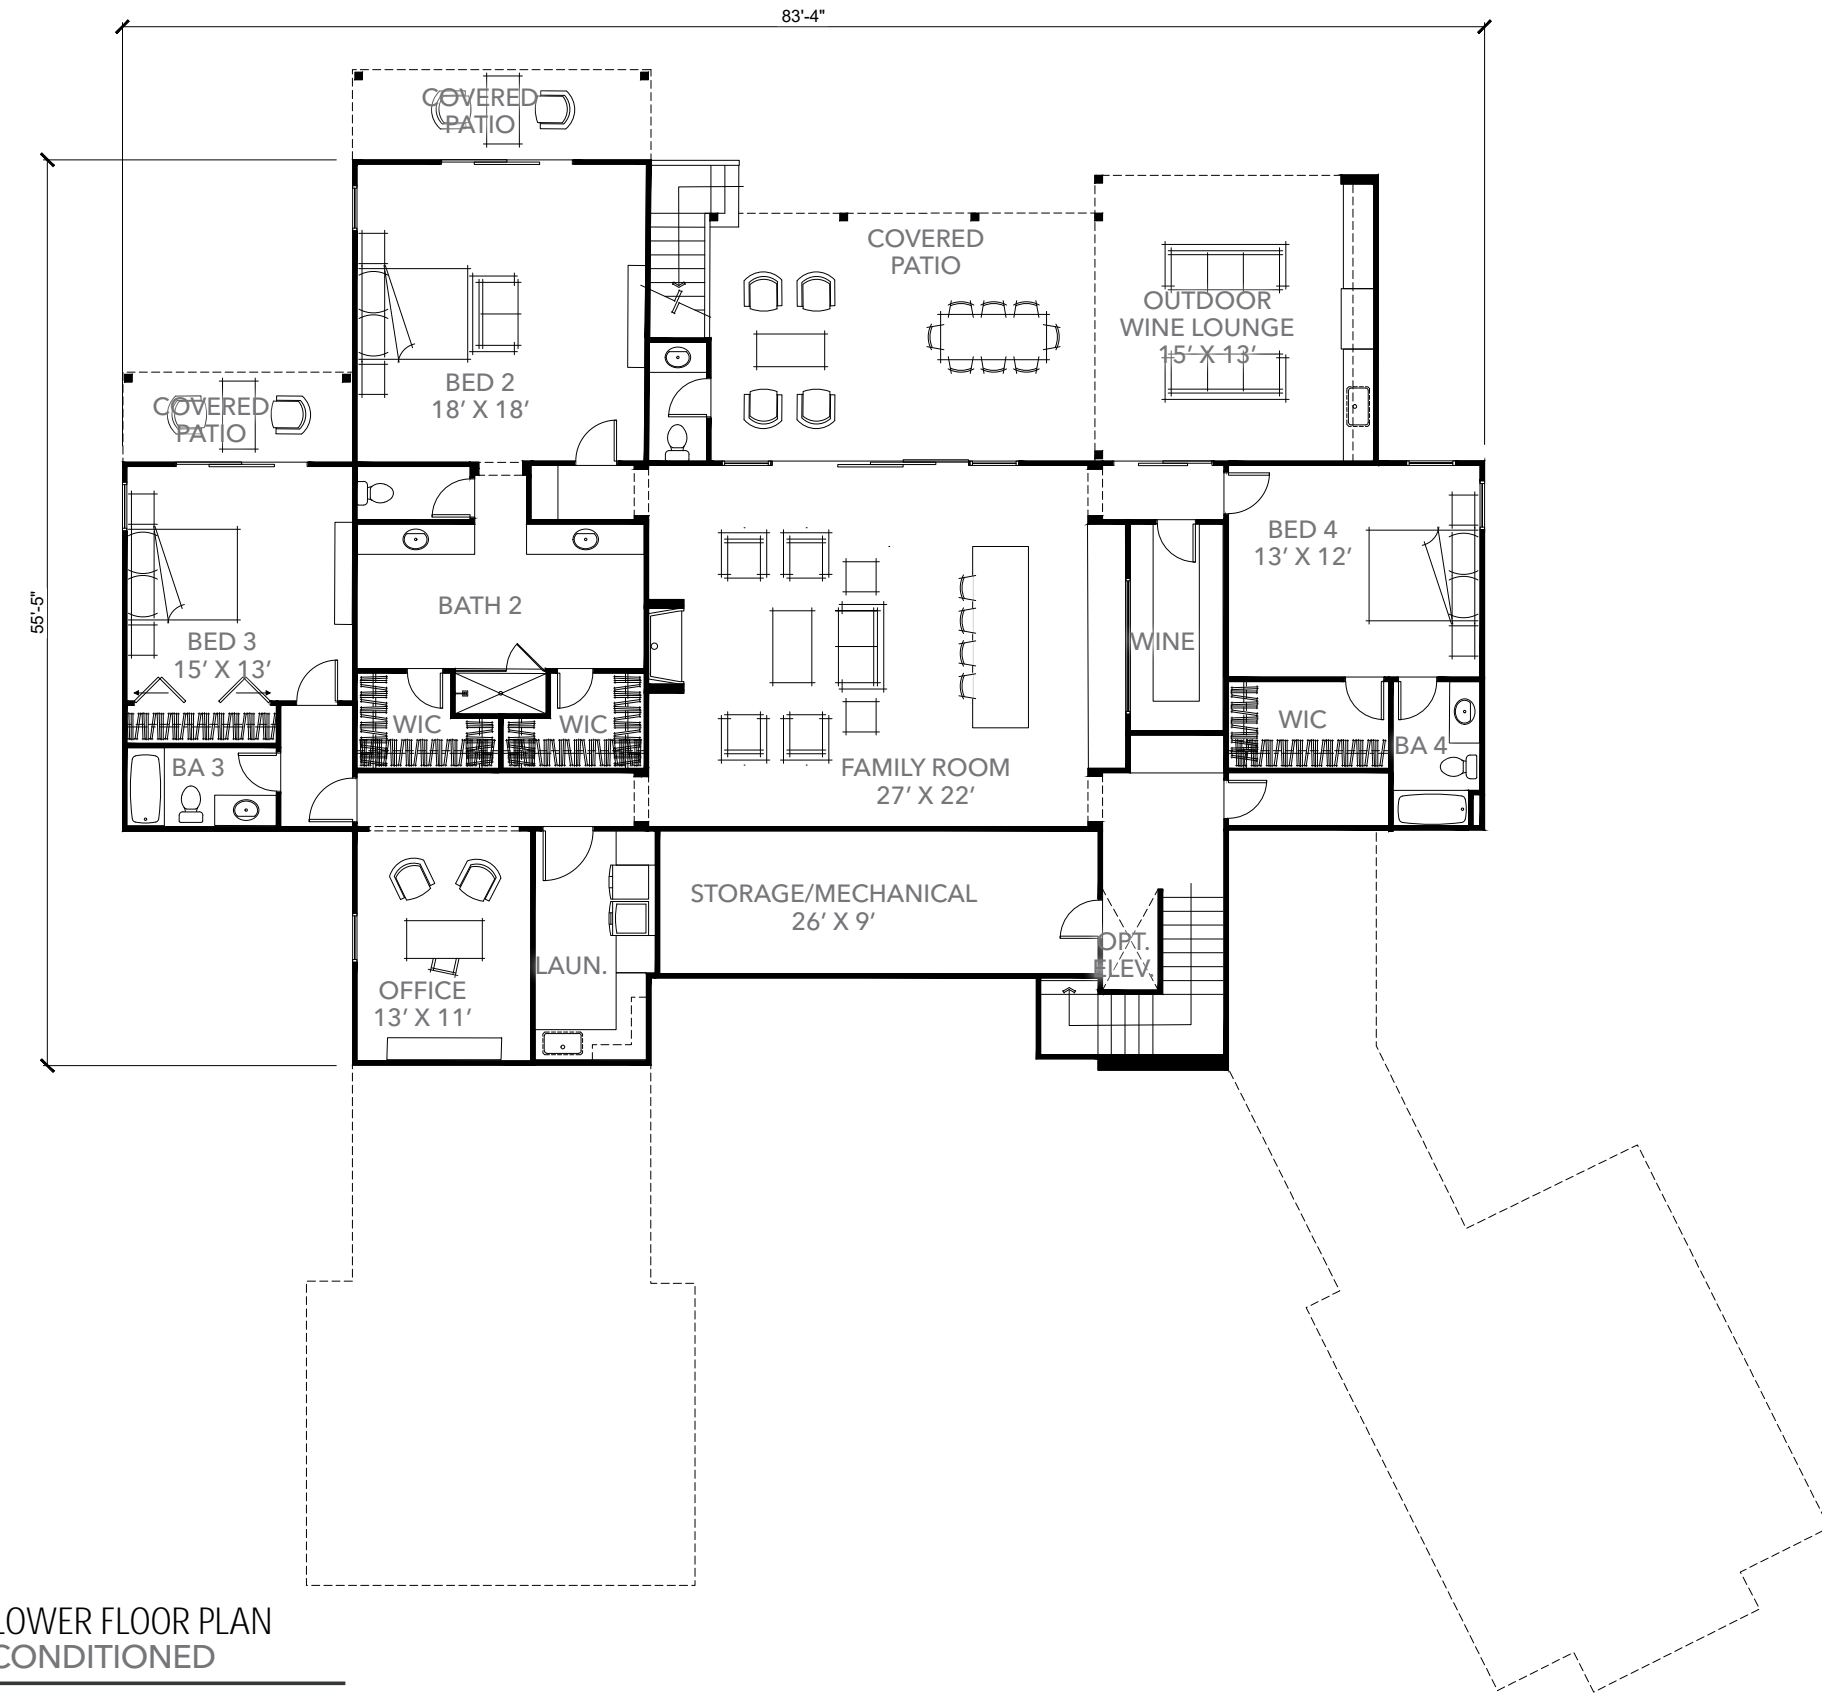 83'-4"
COVERED
PATIO
COVERED
PATIO
OUTDOOR
WINE LOUNGE
15' X 13'
BED 2
18' X 18'
COVERED
PATIO
BED 4
13' X 12'
55'-5"
BATH 2
BED 3
15' X 13'
WINE
WIC
WIC
WIC
BA 4
BA 3
FAMILY ROOM
27' X 22'
STORAGE/MECHANICAL
26' X 9'
OPT.
ELEV.
LAUN.
OFFICE
13' X 11'
LOWER FLOOR PLAN
CONDITIONED